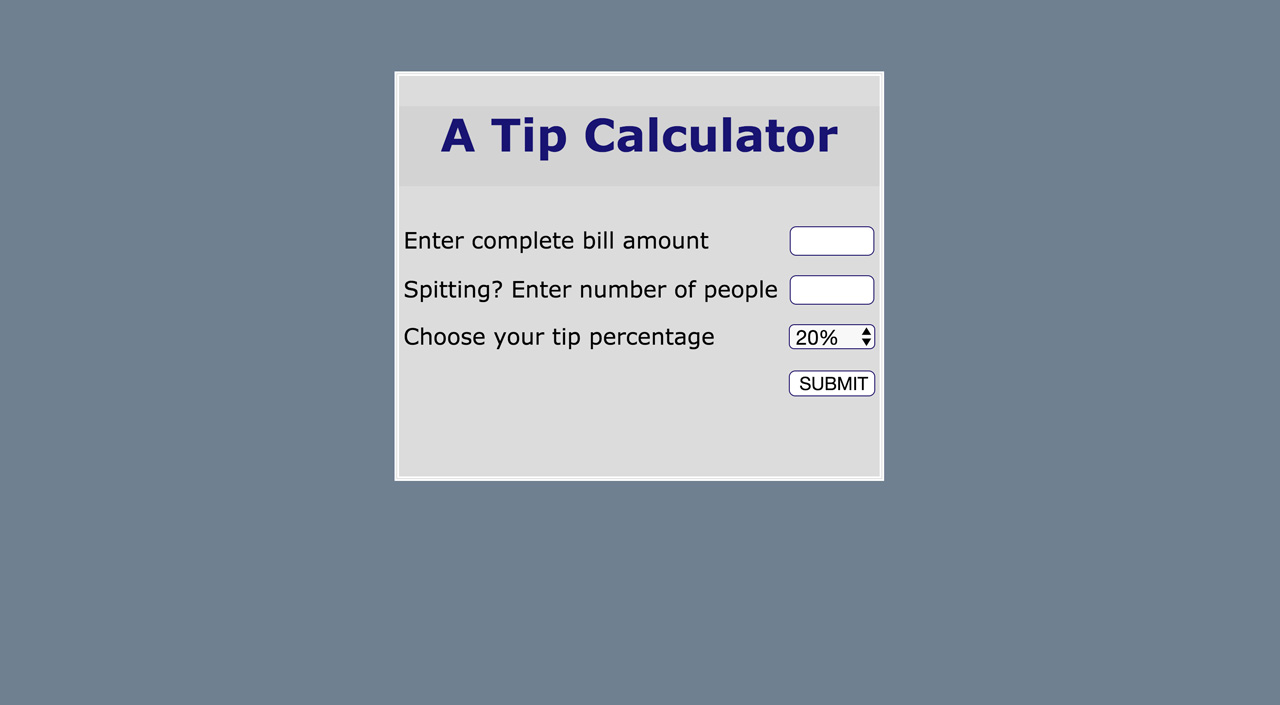 A Tip Calculator
Enter complete bill amount
Spitting? Enter number of people
Choose your tip percentage 20%
SUBMIT